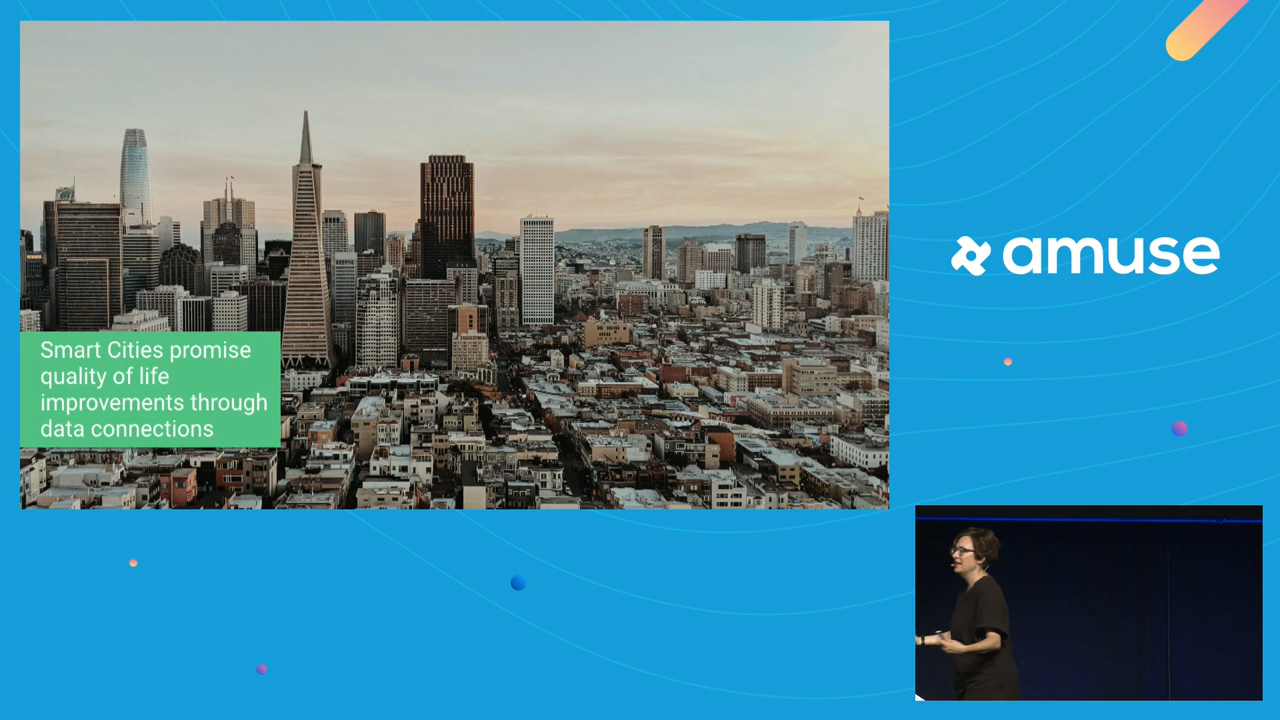 Smart Cities promise
quality of life
improvements through
data connections
amuse